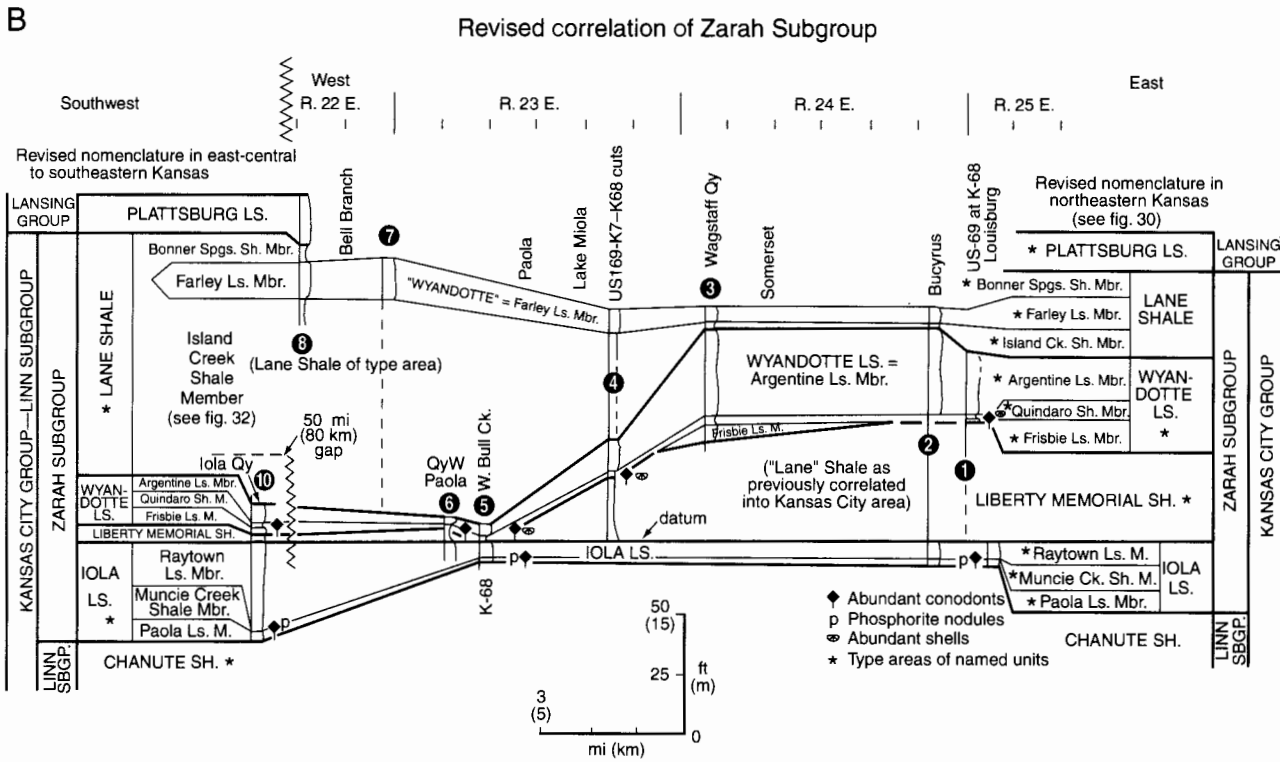 B
Revised correlation of Zarah Subgroup
Southwest
West
R. 22 E.
R. 23 E.
R. 24 E.
R. 25 E.
East
Revised nomenclature in east-central
to southeastern Kansas
Bell Branch
7
Paola
Lake Miola
US169-K7–K68 cuts
Wagstaff Qy
3
Somerset
Bucyrus
US-69 at K-68
Louisburg
Revised nomenclature in
northeastern Kansas
(see fig. 30)
LANSING
GROUP
PLATTSBURG LS.
Bonner Spgs. Sh. Mbr.
Farley Ls. Mbr.
"WYANDOTTE" = Farley Ls. Mbr.
* PLATTSBURG LS.
LANSING
GROUP
* Bonner Spgs. Sh. Mbr.
* Farley Ls. Mbr.
* Island Ck. Sh. Mbr.
LANE
SHALE
KANSAS CITY GROUP—LINN SUBGROUP
ZARAH SUBGROUP
* LANE SHALE
Island
Creek
Shale
Member
(see fig. 32)
8
(Lane Shale of type area)
4
WYANDOTTE LS. =
Argentine Ls. Mbr.
* Argentine Ls. Mbr.
* Quindaro Sh. Mbr.
* Frisbie Ls. Mbr.
WYAN-
DOTTE
LS.
*
ZARAH SUBGROUP
KANSAS CITY GROUP
50 mi
(80 km)
gap
Iola Qy
10
QyW
Paola
6
W. Bull Ck.
5
Frisbie Ls. M.
2
1
("Lane" Shale as
previously correlated
into Kansas City area)
LIBERTY MEMORIAL SH. *
WYAN-
DOTTE
LS.
Argentine Ls. Mbr.
Quindaro Sh. M.
Frisbie Ls. M.
LIBERTY MEMORIAL SH.
datum
IOLA LS.
p
p
IOLA
LS.
*
Raytown
Ls. Mbr.
Muncie Creek
Shale Mbr.
Paola Ls. M.
p
K-68
* Raytown Ls. M.
* Muncie Ck. Sh. M.
* Paola Ls. Mbr.
IOLA
LS.
LINN
SBGP.
CHANUTE SH. *
CHANUTE SH.
LINN
SBGP.
50
(15)
25
ft
(m)
0
3
(5)
mi (km)
Abundant conodonts
p Phosphorite nodules
Abundant shells
* Type areas of named units